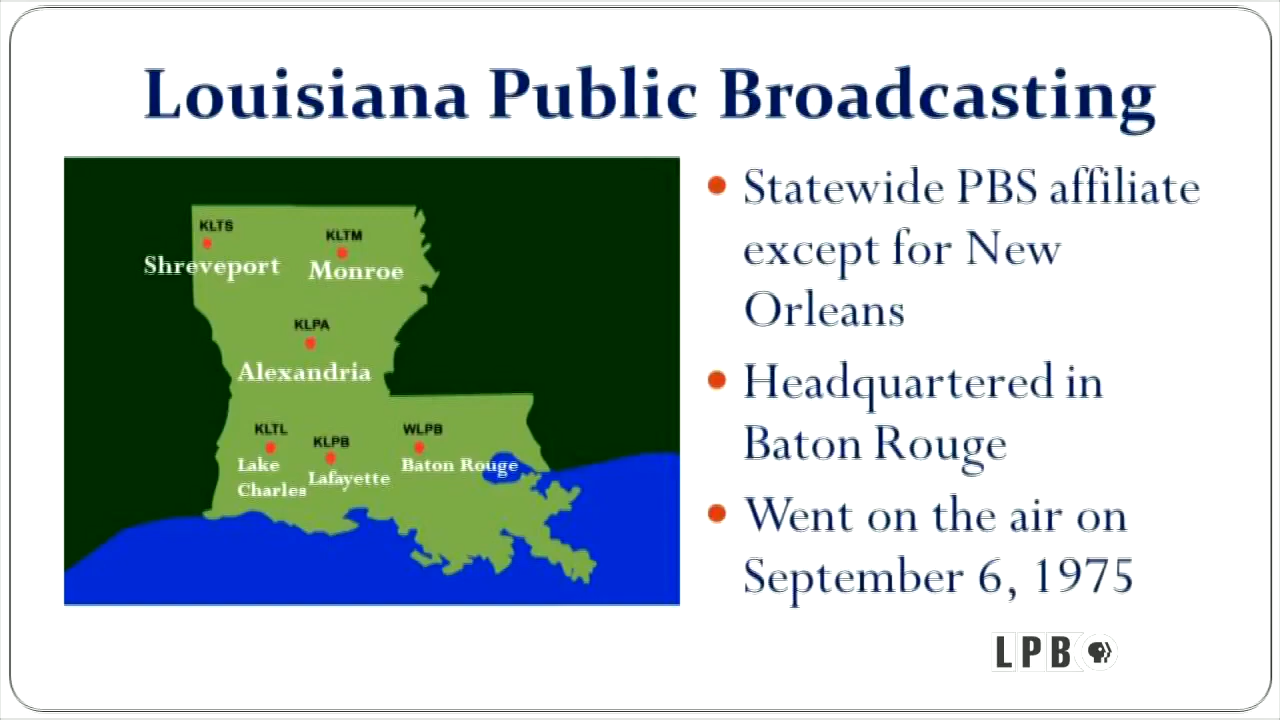 Louisiana Public Broadcasting
KLTS
Shreveport
KLTM
Monroe
KLPA
Alexandria
KLTL
Lake
Charles
KLPB
Lafayette
WLPB
Baton Rouge
• Statewide PBS affiliate
except for New
Orleans
• Headquartered in
Baton Rouge
• Went on the air on
September 6, 1975
LPB